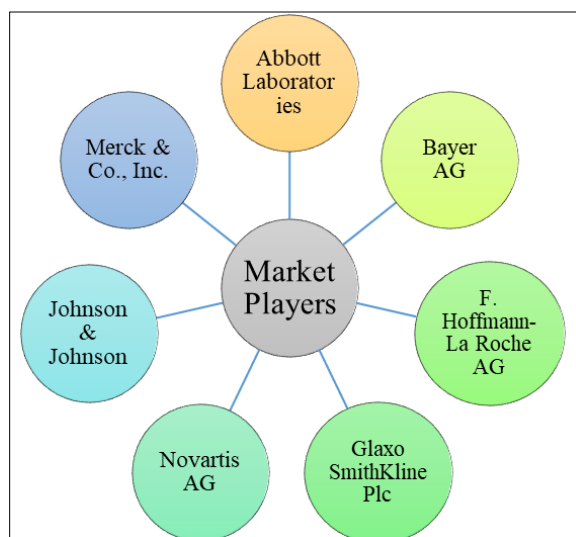 Abbott
Laborator
ies
Merck &
Co., Inc.
Bayer
AG
Market
Players
Johnson
&
Johnson
F.
Hoffmann-
La Roche
AG
Novartis
AG
Glaxo
SmithKline
Plc